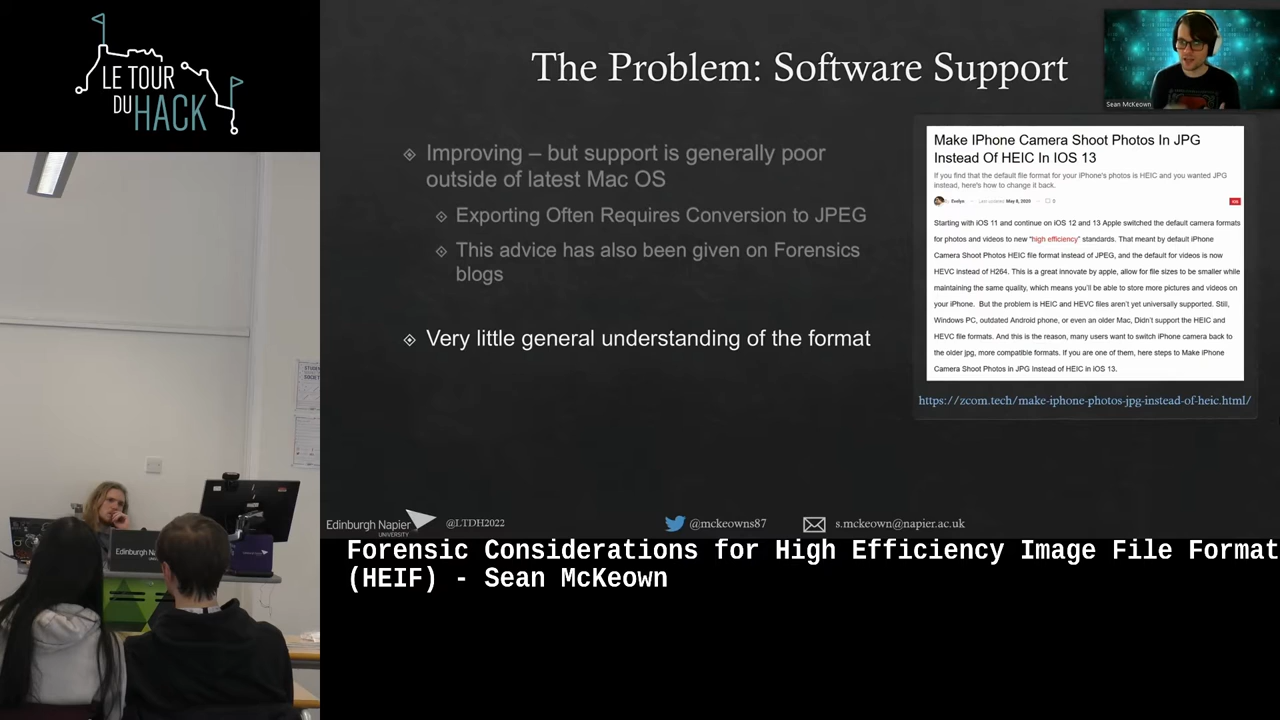 LE TOUR
DU HACK
The Problem: Software Support
Sean McKeown
Improving – but support is generally poor
outside of latest Mac OS
Exporting Often Requires Conversion to JPEG
This advice has also been given on Forensics
blogs
Very little general understanding of the format
Make IPhone Camera Shoot Photos In JPG
Instead Of HEIC In IOS 13
If you find that the default file format for your iPhone's photos is HEIC and you wanted JPG
instead, here's how to change it back.
By Evelyn - Last updated May 8, 2020 0
Starting with iOS 11 and continue on iOS 12 and 13 Apple switched the default camera formats
for photos and videos to new "high efficiency" standards. That meant by default iPhone
Camera Shoot Photos HEIC file format instead of JPEG, and the default for videos is now
HEVC instead of H264. This is a great innovate by apple, allow for file sizes to be smaller while
maintaining the same quality, which means you'll be able to store more pictures and videos on
your iPhone. But the problem is HEIC and HEVC files aren't yet universally supported. Still,
Windows PC, outdated Android phone, or even an older Mac, Didn't support the HEIC and
HEVC file formats. And this is the reason, many users want to switch iPhone camera back to
the older jpg, more compatible formats. If you are one of them, here steps to Make iPhone
Camera Shoot Photos in JPG Instead of HEIC in iOS 13.
https://zcom.tech/make-iphone-photos-jpg-instead-of-heic.html/
Edinburgh Napier
UNIVERSITY
@LTDH2022
@mckeowns87
s.mckeown@napier.ac.uk
Edinburgh
Forensic Considerations for High Efficiency Image File Format
(HEIF) - Sean McKeown